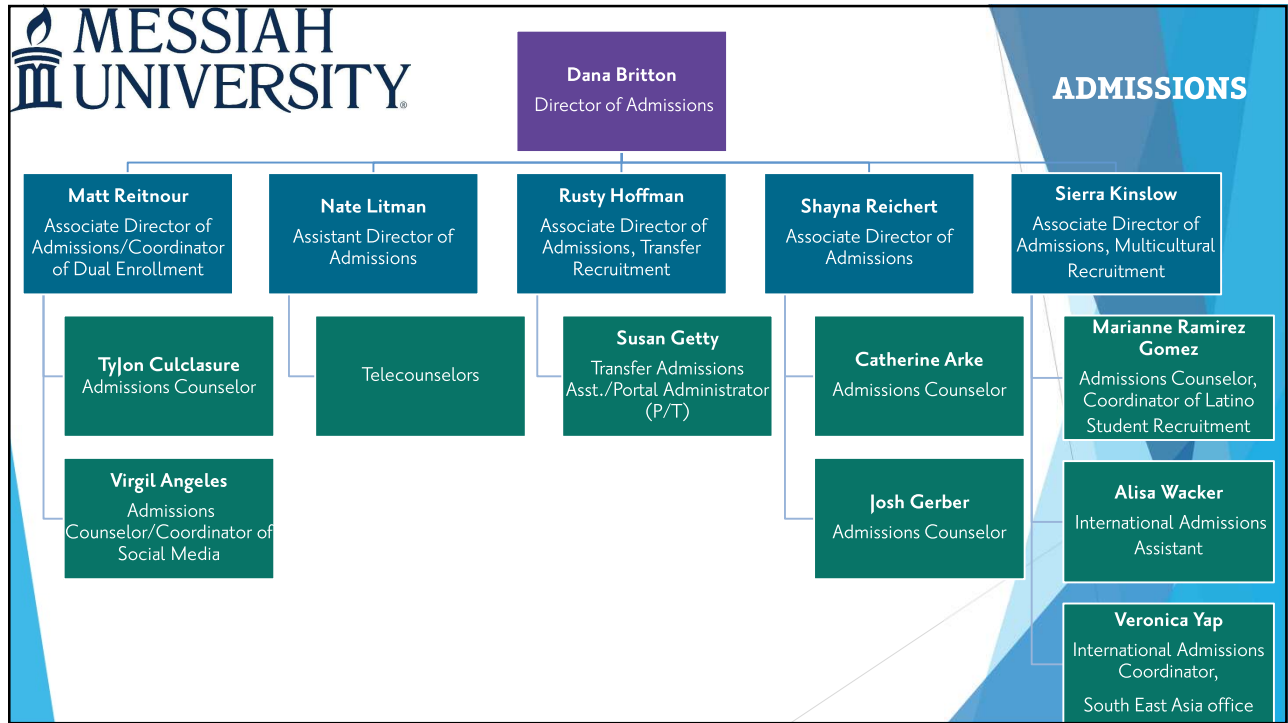 MESSIAH
UNIVERSITY®
ADMISSIONS
Dana Britton
Director of Admissions
Matt Reitnour
Associate Director of
Admissions/Coordinator
of Dual Enrollment
Nate Litman
Assistant Director of
Admissions
Rusty Hoffman
Associate Director of
Admissions, Transfer
Recruitment
Shayna Reichert
Associate Director of
Admissions
Sierra Kinslow
Associate Director of
Admissions, Multicultural
Recruitment
TyJon Culclasure
Admissions Counselor
Telecounselors
Susan Getty
Transfer Admissions
Asst./Portal Administrator
(P/T)
Catherine Arke
Admissions Counselor
Marianne Ramirez
Gomez
Admissions Counselor,
Coordinator of Latino
Student Recruitment
Virgil Angeles
Admissions
Counselor/Coordinator of
Social Media
Josh Gerber
Admissions Counselor
Alisa Wacker
International Admissions
Assistant
Veronica Yap
International Admissions
Coordinator,
South East Asia office